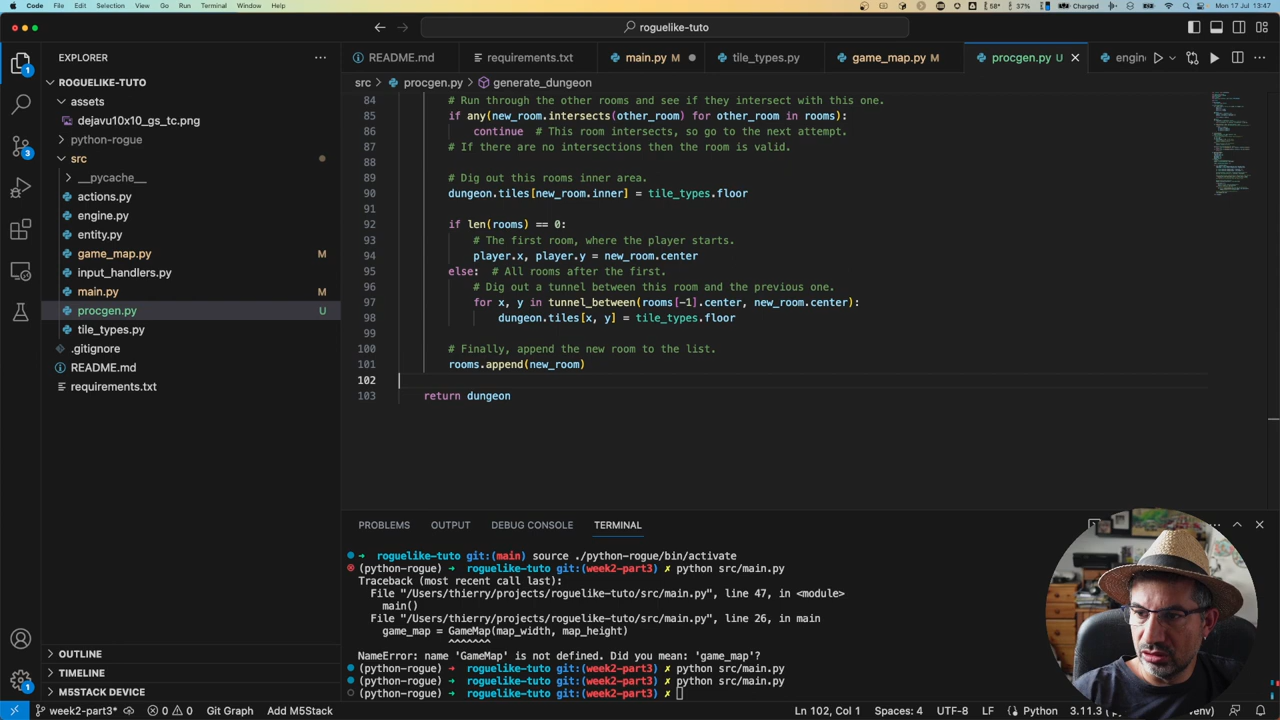 Code File Edit Selection View Go Run Terminal Window Help 58° 37% Charged Mon 17 Jul 13:47
roguelike-tuto
EXPLORER
README.md requirements.txt main.py M tile_types.py game_map.py M procgen.py U engin
src procgen.py generate_dungeon
ROGUELIKE-TUTO
assets
dejavu10x10_gs_tc.png
python-rogue
src
__pycache__
actions.py
engine.py
entity.py
game_map.py M
input_handlers.py
main.py M
procgen.py U
tile_types.py
.gitignore
README.md
requirements.txt
OUTLINE
TIMELINE
M5STACK DEVICE
1
3
1
84 # Run through the other rooms and see if they intersect with this one.
85 if any(new_room.intersects(other_room) for other_room in rooms):
86 continue # This room intersects, so go to the next attempt.
87 # If there are no intersections then the room is valid.
88
89 # Dig out this rooms inner area.
90 dungeon.tiles[new_room.inner] = tile_types.floor
91
92 if len(rooms) == 0:
93 # The first room, where the player starts.
94 player.x, player.y = new_room.center
95 else: # All rooms after the first.
96 # Dig out a tunnel between this room and the previous one.
97 for x, y in tunnel_between(rooms[-1].center, new_room.center):
98 dungeon.tiles[x, y] = tile_types.floor
99
100 # Finally, append the new room to the list.
101 rooms.append(new_room)
102
103 return dungeon
PROBLEMS OUTPUT DEBUG CONSOLE TERMINAL
➜ roguelike-tuto git:(main) source ./python-rogue/bin/activate
(python-rogue) ➜ roguelike-tuto git:(week2-part3) ✗ python src/main.py
Traceback (most recent call last):
File "/Users/thierry/projects/roguelike-tuto/src/main.py", line 47, in <module>
main()
File "/Users/thierry/projects/roguelike-tuto/src/main.py", line 26, in main
game_map = GameMap(map_width, map_height)
^^^^^^^
NameError: name 'GameMap' is not defined. Did you mean: 'game_map'?
(python-rogue) ➜ roguelike-tuto git:(week2-part3) ✗ python src/main.py
(python-rogue) ➜ roguelike-tuto git:(week2-part3) ✗ python src/main.py
(python-rogue) ➜ roguelike-tuto git:(week2-part3) ✗
week2-part3* 0 0 Git Graph Add M5Stack Ln 102, Col 1 Spaces: 4 UTF-8 LF Python 3.11.3 venv)